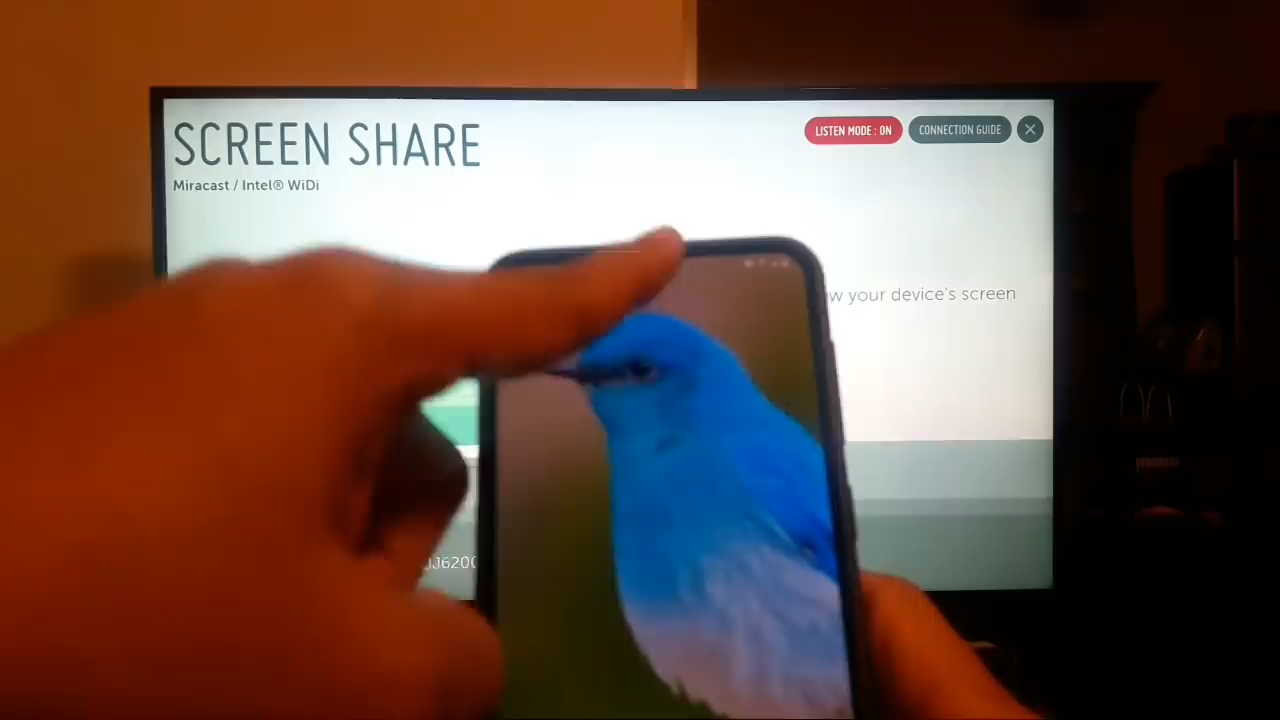 SCREEN SHARE
LISTEN MODE : ON
CONNECTION GUIDE
Miracast / Intel® WiDi
your device's screen